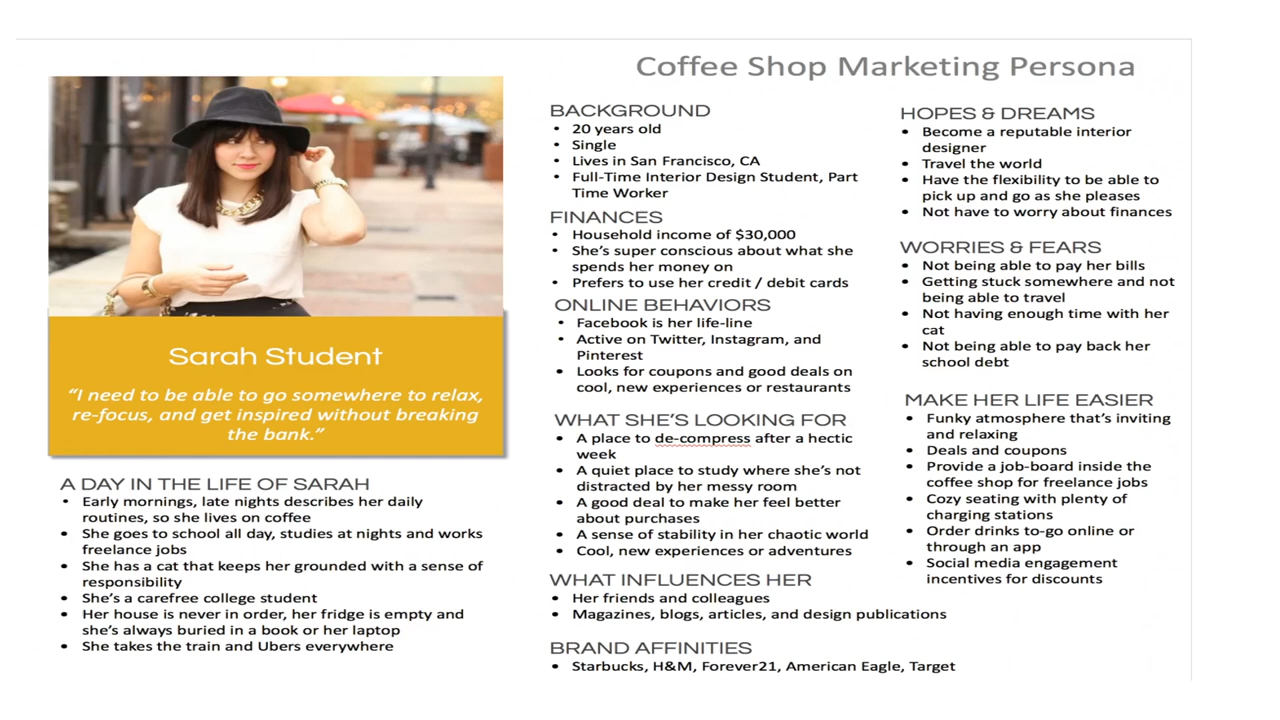 Coffee Shop Marketing Persona
Sarah Student
“I need to be able to go somewhere to relax,
re-focus, and get inspired without breaking
the bank.”
A DAY IN THE LIFE OF SARAH
• Early mornings, late nights describes her daily
routines, so she lives on coffee
• She goes to school all day, studies at nights and works
freelance jobs
• She has a cat that keeps her grounded with a sense of
responsibility
• She’s a carefree college student
• Her house is never in order, her fridge is empty and
she’s always buried in a book or her laptop
• She takes the train and Ubers everywhere
BACKGROUND
• 20 years old
• Single
• Lives in San Francisco, CA
• Full-Time Interior Design Student, Part
Time Worker
FINANCES
• Household income of $30,000
• She’s super conscious about what she
spends her money on
• Prefers to use her credit / debit cards
ONLINE BEHAVIORS
• Facebook is her life-line
• Active on Twitter, Instagram, and
Pinterest
• Looks for coupons and good deals on
cool, new experiences or restaurants
WHAT SHE’S LOOKING FOR
• A place to de-compress after a hectic
week
• A quiet place to study where she’s not
distracted by her messy room
• A good deal to make her feel better
about purchases
• A sense of stability in her chaotic world
• Cool, new experiences or adventures
WHAT INFLUENCES HER
• Her friends and colleagues
• Magazines, blogs, articles, and design publications
BRAND AFFINITIES
• Starbucks, H&M, Forever21, American Eagle, Target
HOPES & DREAMS
• Become a reputable interior
designer
• Travel the world
• Have the flexibility to be able to
pick up and go as she pleases
• Not have to worry about finances
WORRIES & FEARS
• Not being able to pay her bills
• Getting stuck somewhere and not
being able to travel
• Not having enough time with her
cat
• Not being able to pay back her
school debt
MAKE HER LIFE EASIER
• Funky atmosphere that’s inviting
and relaxing
• Deals and coupons
• Provide a job-board inside the
coffee shop for freelance jobs
• Cozy seating with plenty of
charging stations
• Order drinks to-go online or
through an app
• Social media engagement
incentives for discounts